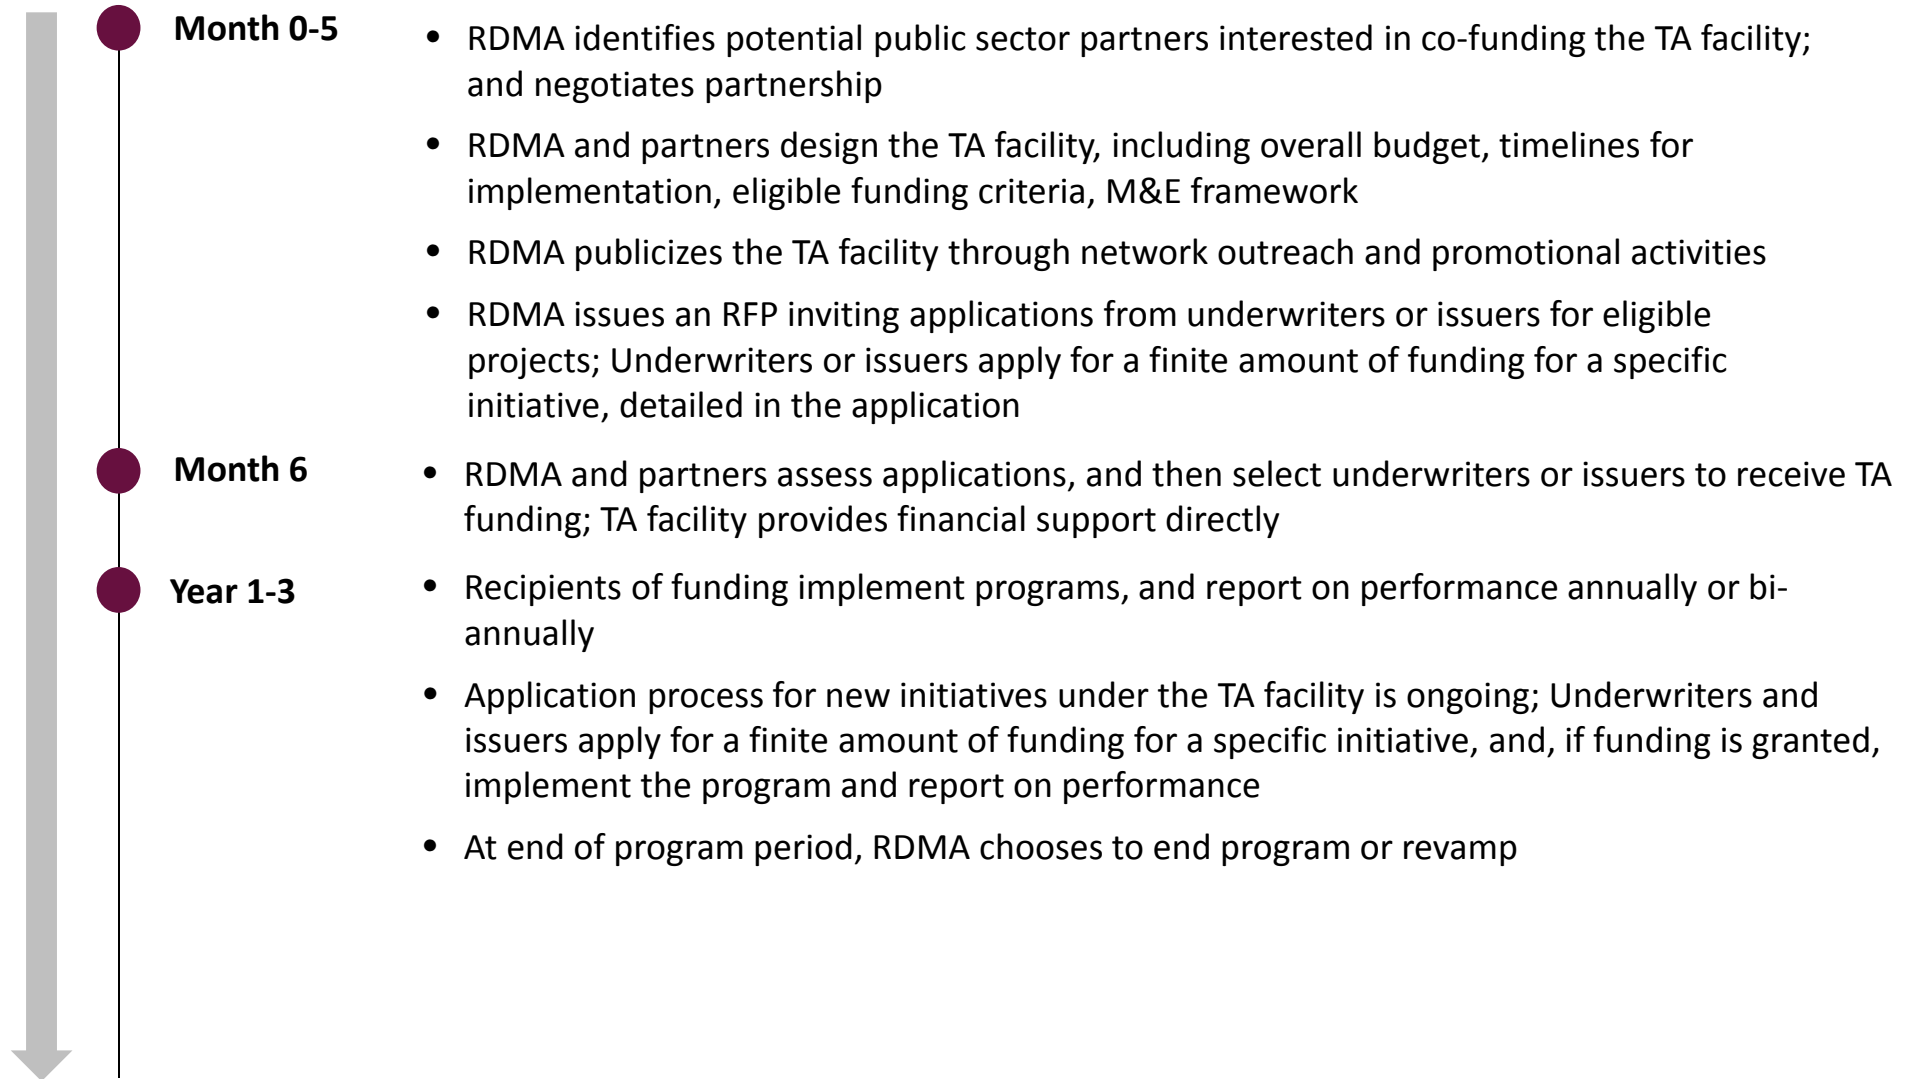 Month 0-5
• RDMA identifies potential public sector partners interested in co-funding the TA facility;
and negotiates partnership
• RDMA and partners design the TA facility, including overall budget, timelines for
implementation, eligible funding criteria, M&E framework
• RDMA publicizes the TA facility through network outreach and promotional activities
• RDMA issues an RFP inviting applications from underwriters or issuers for eligible
projects; Underwriters or issuers apply for a finite amount of funding for a specific
initiative, detailed in the application
Month 6
• RDMA and partners assess applications, and then select underwriters or issuers to receive TA
funding; TA facility provides financial support directly
Year 1-3
• Recipients of funding implement programs, and report on performance annually or bi-
annually
• Application process for new initiatives under the TA facility is ongoing; Underwriters and
issuers apply for a finite amount of funding for a specific initiative, and, if funding is granted,
implement the program and report on performance
• At end of program period, RDMA chooses to end program or revamp